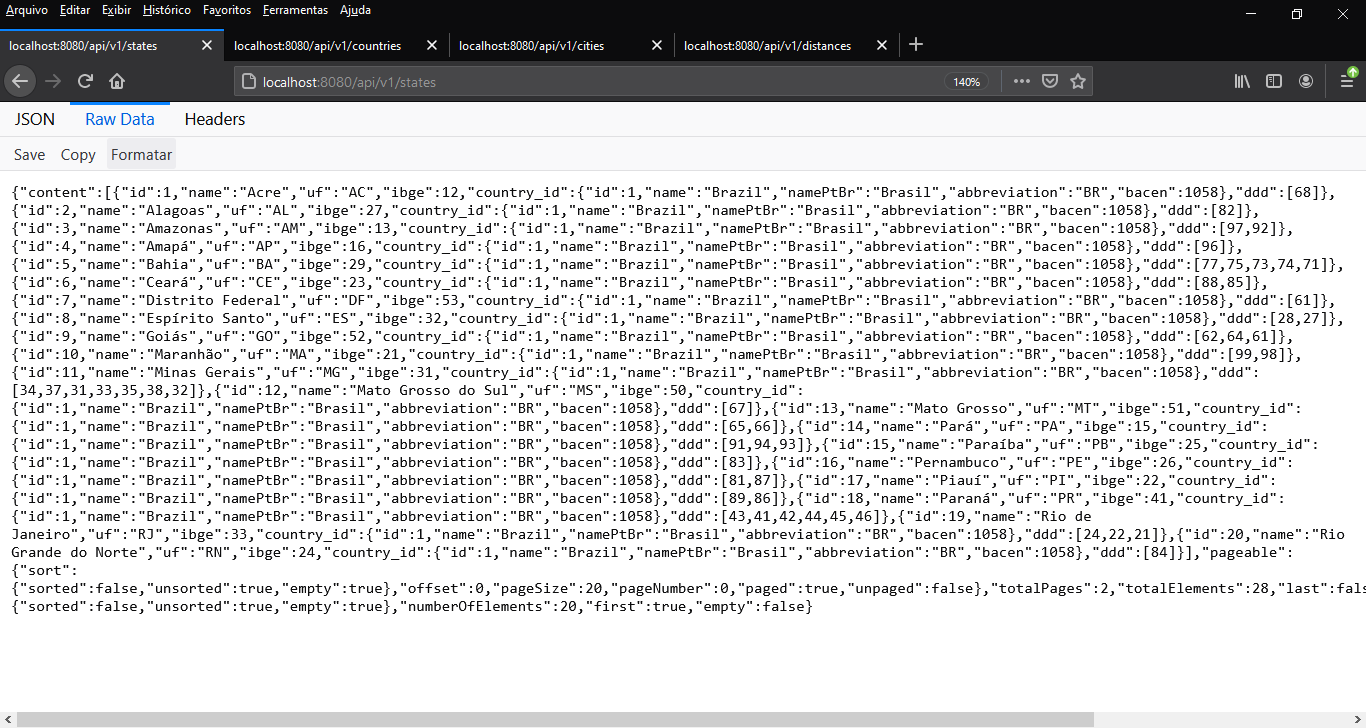 Arquivo Editar Exibir Histórico Favoritos Ferramentas Ajuda
localhost:8080/api/v1/states localhost:8080/api/v1/countries localhost:8080/api/v1/cities localhost:8080/api/v1/distances
localhost:8080/api/v1/states 140%
JSON Raw Data Headers
Save Copy Formatar
{"content":[{"id":1,"name":"Acre","uf":"AC","ibge":12,"country_id":{"id":1,"name":"Brazil","namePtBr":"Brasil","abbreviation":"BR","bacen":1058},"ddd":[68]},
{"id":2,"name":"Alagoas","uf":"AL","ibge":27,"country_id":{"id":1,"name":"Brazil","namePtBr":"Brasil","abbreviation":"BR","bacen":1058},"ddd":[82]},
{"id":3,"name":"Amazonas","uf":"AM","ibge":13,"country_id":{"id":1,"name":"Brazil","namePtBr":"Brasil","abbreviation":"BR","bacen":1058},"ddd":[97,92]},
{"id":4,"name":"Amapá","uf":"AP","ibge":16,"country_id":{"id":1,"name":"Brazil","namePtBr":"Brasil","abbreviation":"BR","bacen":1058},"ddd":[96]},
{"id":5,"name":"Bahia","uf":"BA","ibge":29,"country_id":{"id":1,"name":"Brazil","namePtBr":"Brasil","abbreviation":"BR","bacen":1058},"ddd":[77,75,73,74,71]},
{"id":6,"name":"Ceará","uf":"CE","ibge":23,"country_id":{"id":1,"name":"Brazil","namePtBr":"Brasil","abbreviation":"BR","bacen":1058},"ddd":[88,85]},
{"id":7,"name":"Distrito Federal","uf":"DF","ibge":53,"country_id":{"id":1,"name":"Brazil","namePtBr":"Brasil","abbreviation":"BR","bacen":1058},"ddd":[61]},
{"id":8,"name":"Espírito Santo","uf":"ES","ibge":32,"country_id":{"id":1,"name":"Brazil","namePtBr":"Brasil","abbreviation":"BR","bacen":1058},"ddd":[28,27]},
{"id":9,"name":"Goiás","uf":"GO","ibge":52,"country_id":{"id":1,"name":"Brazil","namePtBr":"Brasil","abbreviation":"BR","bacen":1058},"ddd":[62,64,61]},
{"id":10,"name":"Maranhão","uf":"MA","ibge":21,"country_id":{"id":1,"name":"Brazil","namePtBr":"Brasil","abbreviation":"BR","bacen":1058},"ddd":[99,98]},
{"id":11,"name":"Minas Gerais","uf":"MG","ibge":31,"country_id":{"id":1,"name":"Brazil","namePtBr":"Brasil","abbreviation":"BR","bacen":1058},"ddd":
[34,37,31,33,35,38,32]},{"id":12,"name":"Mato Grosso do Sul","uf":"MS","ibge":50,"country_id":
{"id":1,"name":"Brazil","namePtBr":"Brasil","abbreviation":"BR","bacen":1058},"ddd":[67]},{"id":13,"name":"Mato Grosso","uf":"MT","ibge":51,"country_id":
{"id":1,"name":"Brazil","namePtBr":"Brasil","abbreviation":"BR","bacen":1058},"ddd":[65,66]},{"id":14,"name":"Pará","uf":"PA","ibge":15,"country_id":
{"id":1,"name":"Brazil","namePtBr":"Brasil","abbreviation":"BR","bacen":1058},"ddd":[91,94,93]},{"id":15,"name":"Paraíba","uf":"PB","ibge":25,"country_id":
{"id":1,"name":"Brazil","namePtBr":"Brasil","abbreviation":"BR","bacen":1058},"ddd":[83]},{"id":16,"name":"Pernambuco","uf":"PE","ibge":26,"country_id":
{"id":1,"name":"Brazil","namePtBr":"Brasil","abbreviation":"BR","bacen":1058},"ddd":[81,87]},{"id":17,"name":"Piauí","uf":"PI","ibge":22,"country_id":
{"id":1,"name":"Brazil","namePtBr":"Brasil","abbreviation":"BR","bacen":1058},"ddd":[89,86]},{"id":18,"name":"Paraná","uf":"PR","ibge":41,"country_id":
{"id":1,"name":"Brazil","namePtBr":"Brasil","abbreviation":"BR","bacen":1058},"ddd":[43,41,42,44,45,46]},{"id":19,"name":"Rio de
Janeiro","uf":"RJ","ibge":33,"country_id":{"id":1,"name":"Brazil","namePtBr":"Brasil","abbreviation":"BR","bacen":1058},"ddd":[24,22,21]},{"id":20,"name":"Rio
Grande do Norte","uf":"RN","ibge":24,"country_id":{"id":1,"name":"Brazil","namePtBr":"Brasil","abbreviation":"BR","bacen":1058},"ddd":[84]}],"pageable":
{"sort":
{"sorted":false,"unsorted":true,"empty":true},"offset":0,"pageSize":20,"pageNumber":0,"paged":true,"unpaged":false},"totalPages":2,"totalElements":28,"last":fals
{"sorted":false,"unsorted":true,"empty":true},"numberOfElements":20,"first":true,"empty":false}